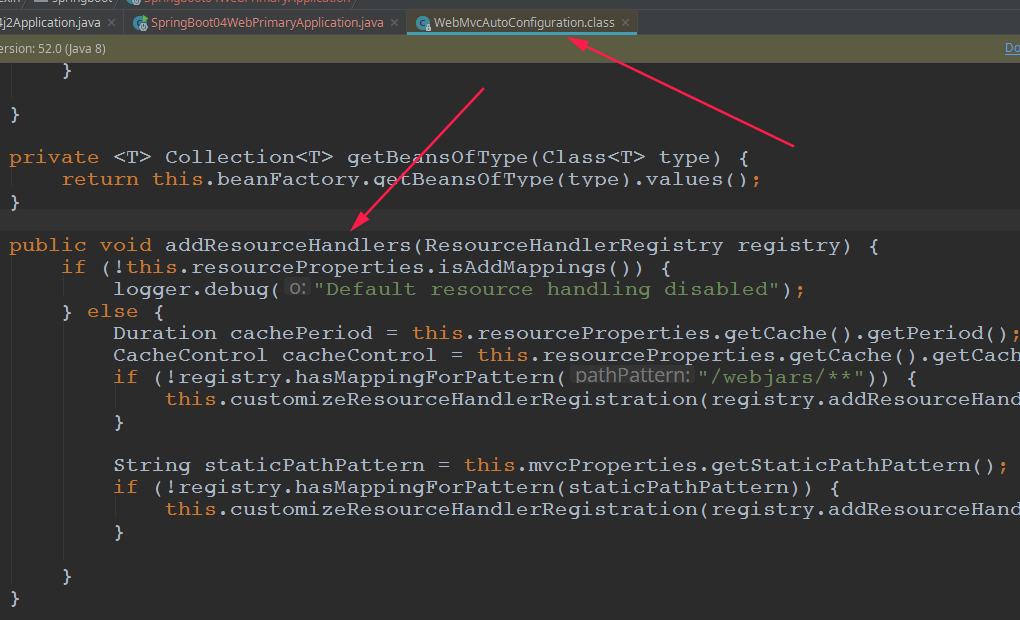 springboot SpringBoot04WebPrimaryApplication
4j2Application.java SpringBoot04WebPrimaryApplication.java WebMvcAutoConfiguration.class
ersion: 52.0 (Java 8) Do
}
}
private <T> Collection<T> getBeansOfType(Class<T> type) {
return this.beanFactory.getBeansOfType(type).values();
}
public void addResourceHandlers(ResourceHandlerRegistry registry) {
if (!this.resourceProperties.isAddMappings()) {
logger.debug( o: "Default resource handling disabled");
} else {
Duration cachePeriod = this.resourceProperties.getCache().getPeriod();
CacheControl cacheControl = this.resourceProperties.getCache().getCach
if (!registry.hasMappingForPattern( pathPattern: "/webjars/**")) {
this.customizeResourceHandlerRegistration(registry.addResourceHand
}
String staticPathPattern = this.mvcProperties.getStaticPathPattern();
if (!registry.hasMappingForPattern(staticPathPattern)) {
this.customizeResourceHandlerRegistration(registry.addResourceHand
}
}
}